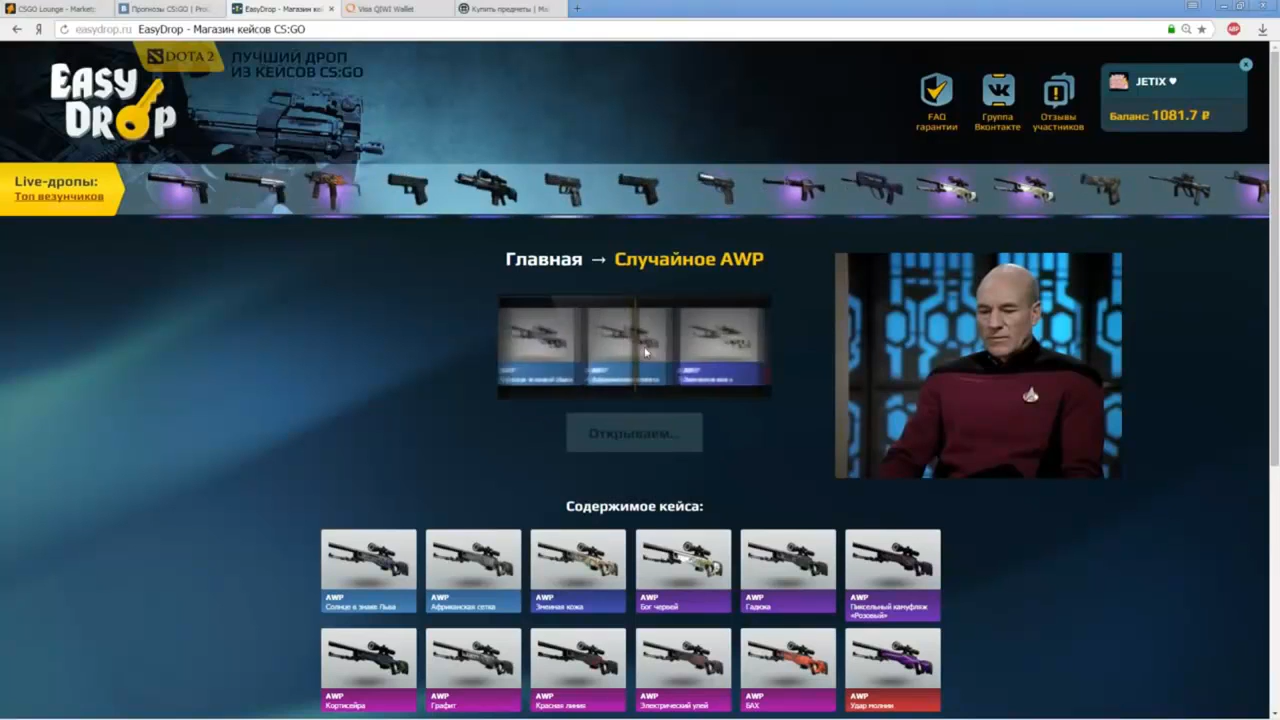 CSGO Lounge - Markets
Прогнозы CS:GO | Pro
EasyDrop - Магазин кей
Visa QIWI Wallet
Купить предметы | Ма
Я
easydrop.ru EasyDrop - Магазин кейсов CS:GO
ABP
EASY
DROP
DOTA 2
ЛУЧШИЙ ДРОП
ИЗ КЕЙСОВ CS:GO
FAQ
гарантии
Группа
Вконтакте
Отзывы
участников
JETIX ♥
Баланс: 1081.7 ₽
Live-дропы:
Топ везунчиков
Главная → Случайное AWP
Открываем...
Содержимое кейса:
AWP
Солнце в знаке Льва
AWP
Африканская сетка
AWP
Змеиная кожа
AWP
Бог червей
AWP
Гадюка
AWP
Пиксельный камуфляж
«Розовый»
AWP
Кортисейра
AWP
Графит
AWP
Красная линия
AWP
Электрический улей
AWP
БАХ
AWP
Удар молнии